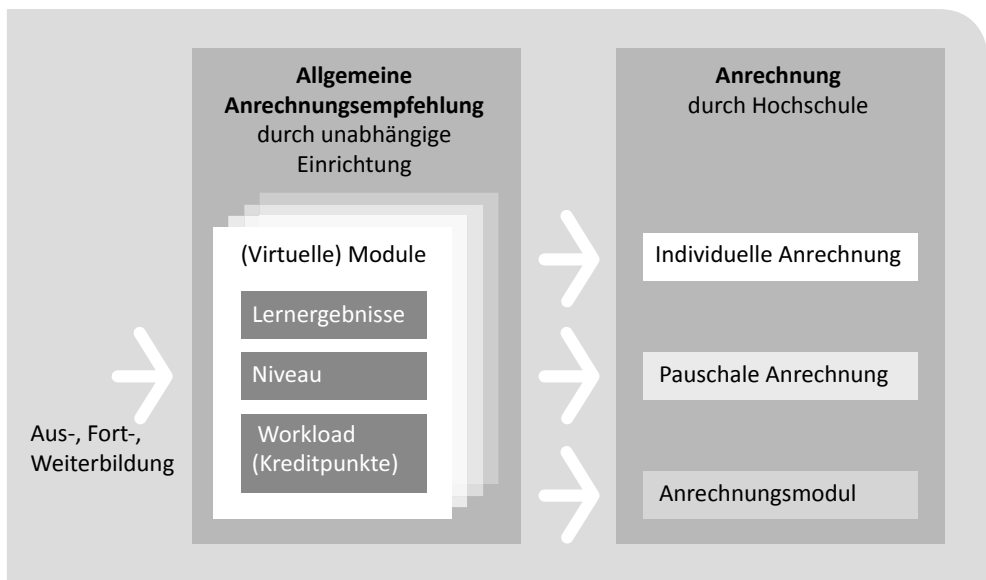 Allgemeine
Anrechnungsempfehlung
durch unabhängige
Einrichtung
(Virtuelle) Module
Lernergebnisse
Niveau
Workload
(Kreditpunkte)
Aus-, Fort-,
Weiterbildung
Anrechnung
durch Hochschule
Individuelle Anrechnung
Pauschale Anrechnung
Anrechnungsmodul